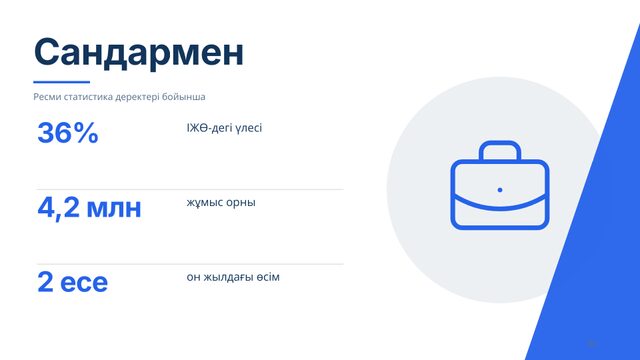 Сандармен
Ресми статистика деректері бойынша
36%
ІЖӨ-дегі үлесі
4,2 млн
жұмыс орны
2 есе
он жылдағы өсім